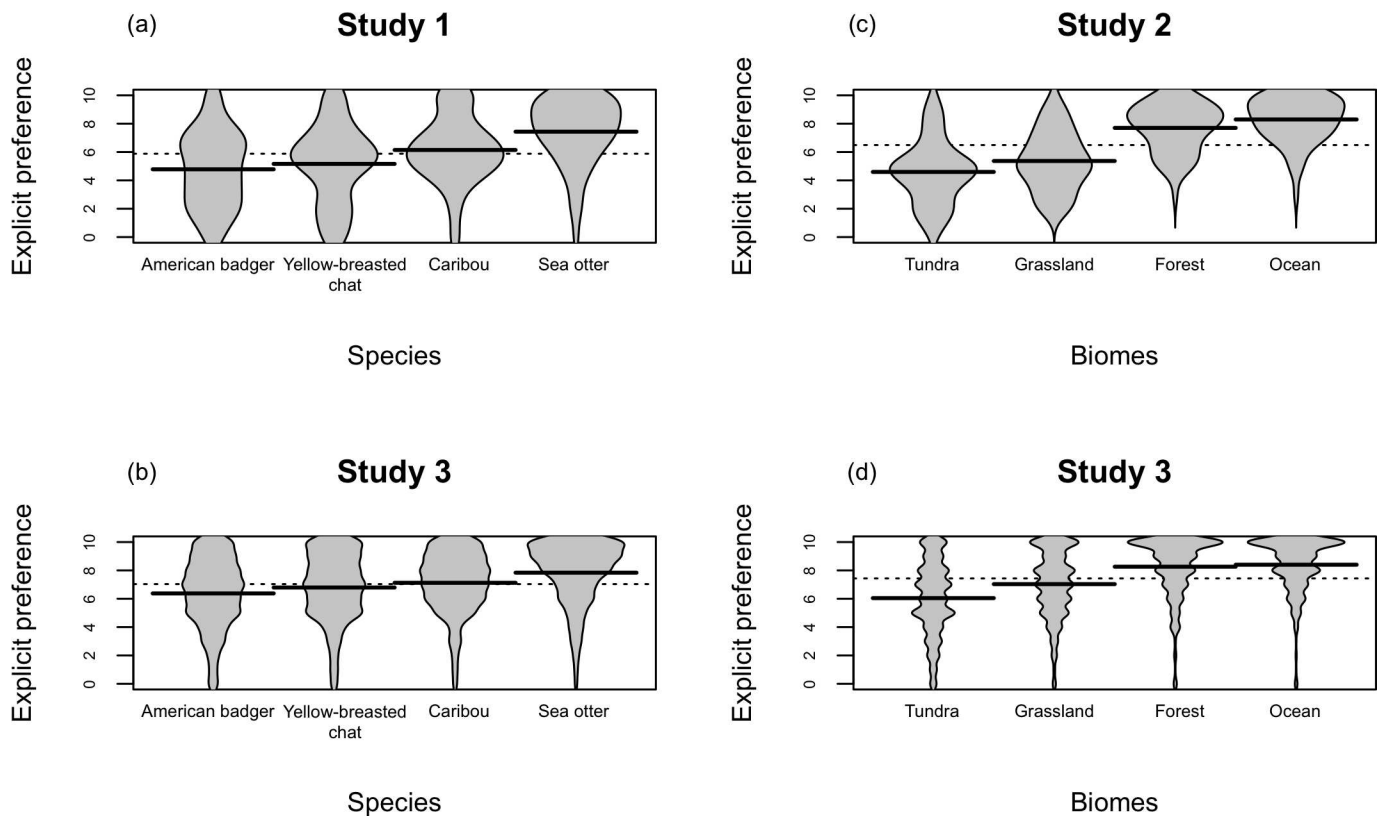 (a)
Study 1
Explicit preference
10
8
6
4
2
0
American badger
Yellow-breasted
chat
Caribou
Sea otter
Species
(c)
Study 2
Explicit preference
10
8
6
4
2
0
Tundra
Grassland
Forest
Ocean
Biomes
(b)
Study 3
Explicit preference
10
8
6
4
2
0
American badger
Yellow-breasted
chat
Caribou
Sea otter
Species
(d)
Study 3
Explicit preference
10
8
6
4
2
0
Tundra
Grassland
Forest
Ocean
Biomes